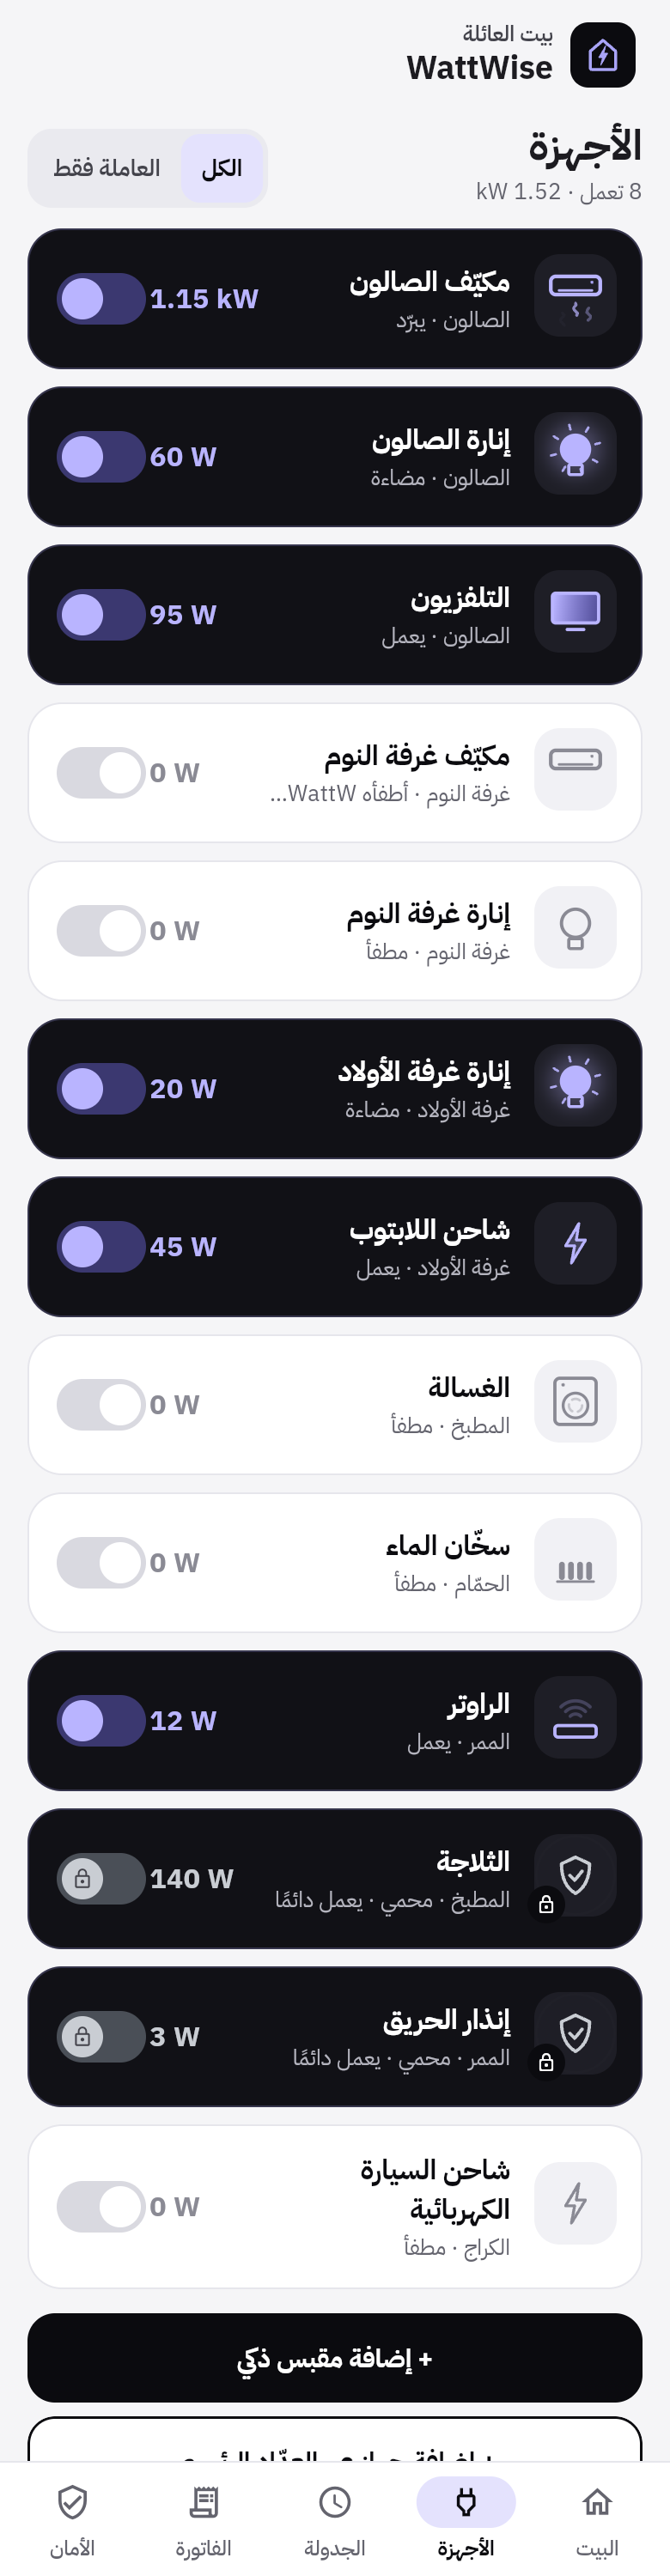 بيت العائلة
WattWise
الأجهزة
8 تعمل · 1.52 kW
الكل
العاملة فقط
مكيّف الصالون
الصالون · يبرّد
1.15 kW
إنارة الصالون
الصالون · مضاءة
60 W
التلفزيون
الصالون · يعمل
95 W
مكيّف غرفة النوم
غرفة النوم · أطفأه WattW...
0 W
إنارة غرفة النوم
غرفة النوم · مطفأ
0 W
إنارة غرفة الأولاد
غرفة الأولاد · مضاءة
20 W
شاحن اللابتوب
غرفة الأولاد · يعمل
45 W
الغسالة
المطبخ · مطفأ
0 W
سخّان الماء
الحمّام · مطفأ
0 W
الراوتر
الممر · يعمل
12 W
الثلاجة
المطبخ · محمي · يعمل دائمًا
140 W
إنذار الحريق
الممر · محمي · يعمل دائمًا
3 W
شاحن السيارة
الكهربائية
الكراج · مطفأ
0 W
+ إضافة مقبس ذكي
البيت
الأجهزة
الجدولة
الفاتورة
الأمان